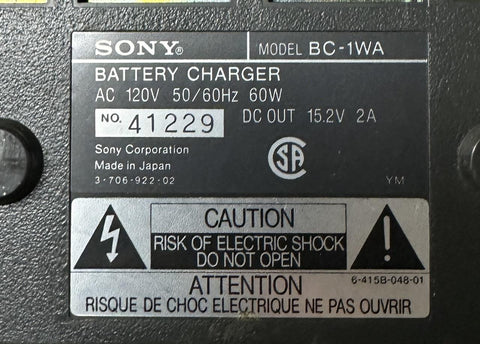 SONY® MODEL BC-1WA
BATTERY CHARGER
AC 120V 50/60Hz 60W
NO. 41229 DC OUT 15.2V 2A
Sony Corporation
Made in Japan
3-706-922-02
CSA
YM
CAUTION
RISK OF ELECTRIC SHOCK
DO NOT OPEN
6-415B-048-01
ATTENTION
RISQUE DE CHOC ELECTRIQUE NE PAS OUVRIR